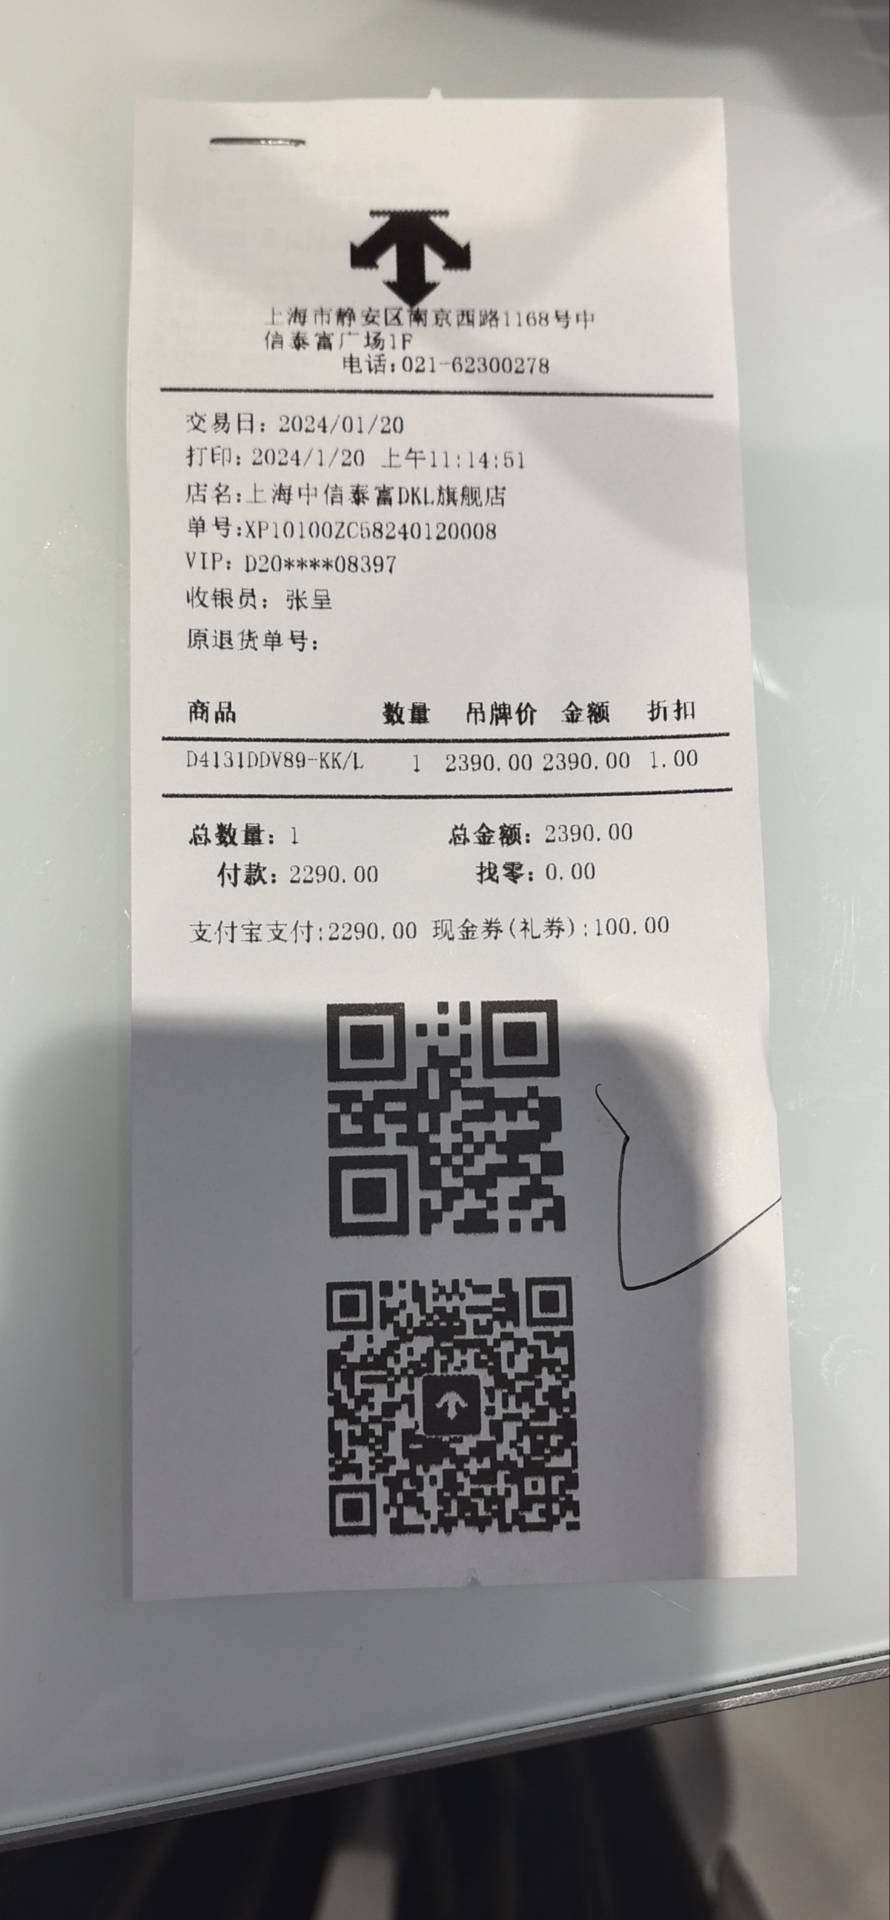 上海市静安区南京西路1168号中
信泰富广场1F
电话:021-62300278
交易日: 2024/01/20
打印: 2024/1/20 上午11:14:51
店名:上海中信泰富DKL旗舰店
单号:XP10100ZC58240120008
VIP: D20****08397
收银员: 张呈
原退货单号:
商品 数量 吊牌价 金额 折扣
D4131DDV89-KK/L 1 2390.00 2390.00 1.00
总数量: 1 总金额: 2390.00
付款: 2290.00 找零: 0.00
支付宝支付:2290.00 现金券(礼券):100.00